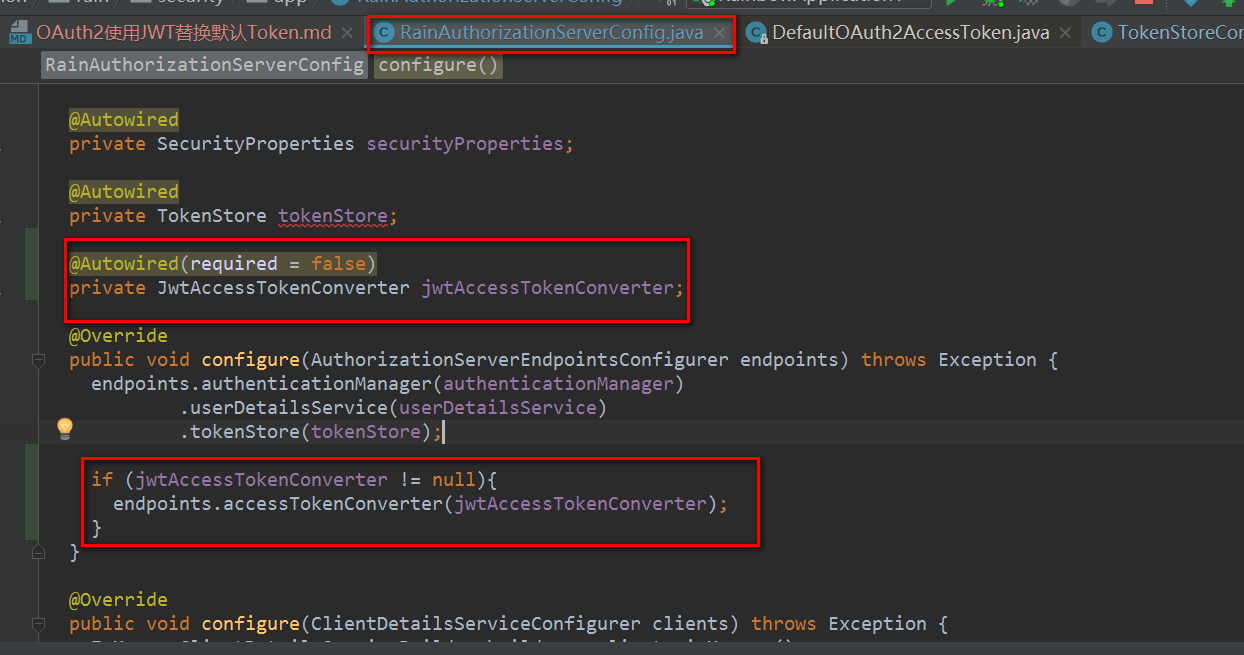 OAuth2使用JWT替换默认Token.md RainAuthorizationServerConfig.java DefaultOAuth2AccessToken.java TokenStoreCon
RainAuthorizationServerConfig configure()
@Autowired
private SecurityProperties securityProperties;
@Autowired
private TokenStore tokenStore;
@Autowired(required = false)
private JwtAccessTokenConverter jwtAccessTokenConverter;
@Override
public void configure(AuthorizationServerEndpointsConfigurer endpoints) throws Exception {
endpoints.authenticationManager(authenticationManager)
.userDetailsService(userDetailsService)
.tokenStore(tokenStore);
if (jwtAccessTokenConverter != null){
endpoints.accessTokenConverter(jwtAccessTokenConverter);
}
}
@Override
public void configure(ClientDetailsServiceConfigurer clients) throws Exception {